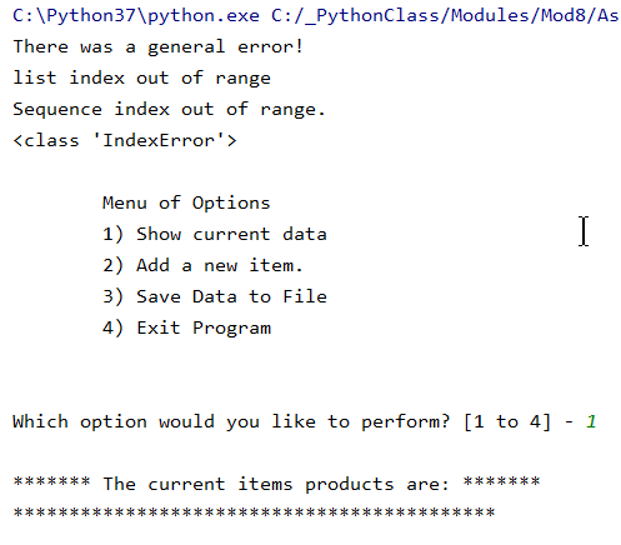 C:\Python37\python.exe C:/_PythonClass/Modules/Mod8/As
There was a general error!
list index out of range
Sequence index out of range.
<class 'IndexError'>
Menu of Options
1) Show current data
2) Add a new item.
3) Save Data to File
4) Exit Program
Which option would you like to perform? [1 to 4] - 1
******* The current items products are: *******
*******************************************